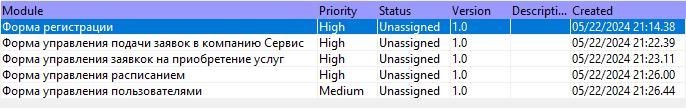 Module Priority Status Version Descripti... Created
Форма регистрации High Unassigned 1.0 05/22/2024 21:14.38
Форма управления подачи заявок в компанию Сервис High Unassigned 1.0 05/22/2024 21:22.39
Форма управления заявкок на приобретение услуг High Unassigned 1.0 05/22/2024 21:23.11
Форма управления расписанием High Unassigned 1.0 05/22/2024 21:26.00
Форма управления пользователями Medium Unassigned 1.0 05/22/2024 21:26.44